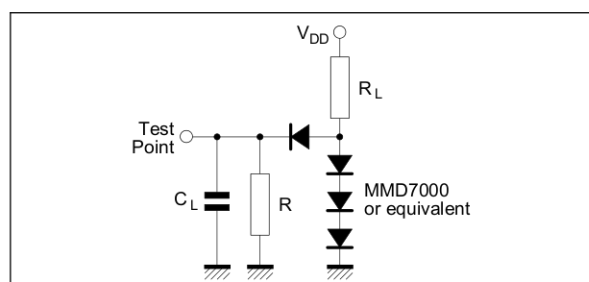 VDD
RL
Test
Point
CL
R
MMD7000
or equivalent